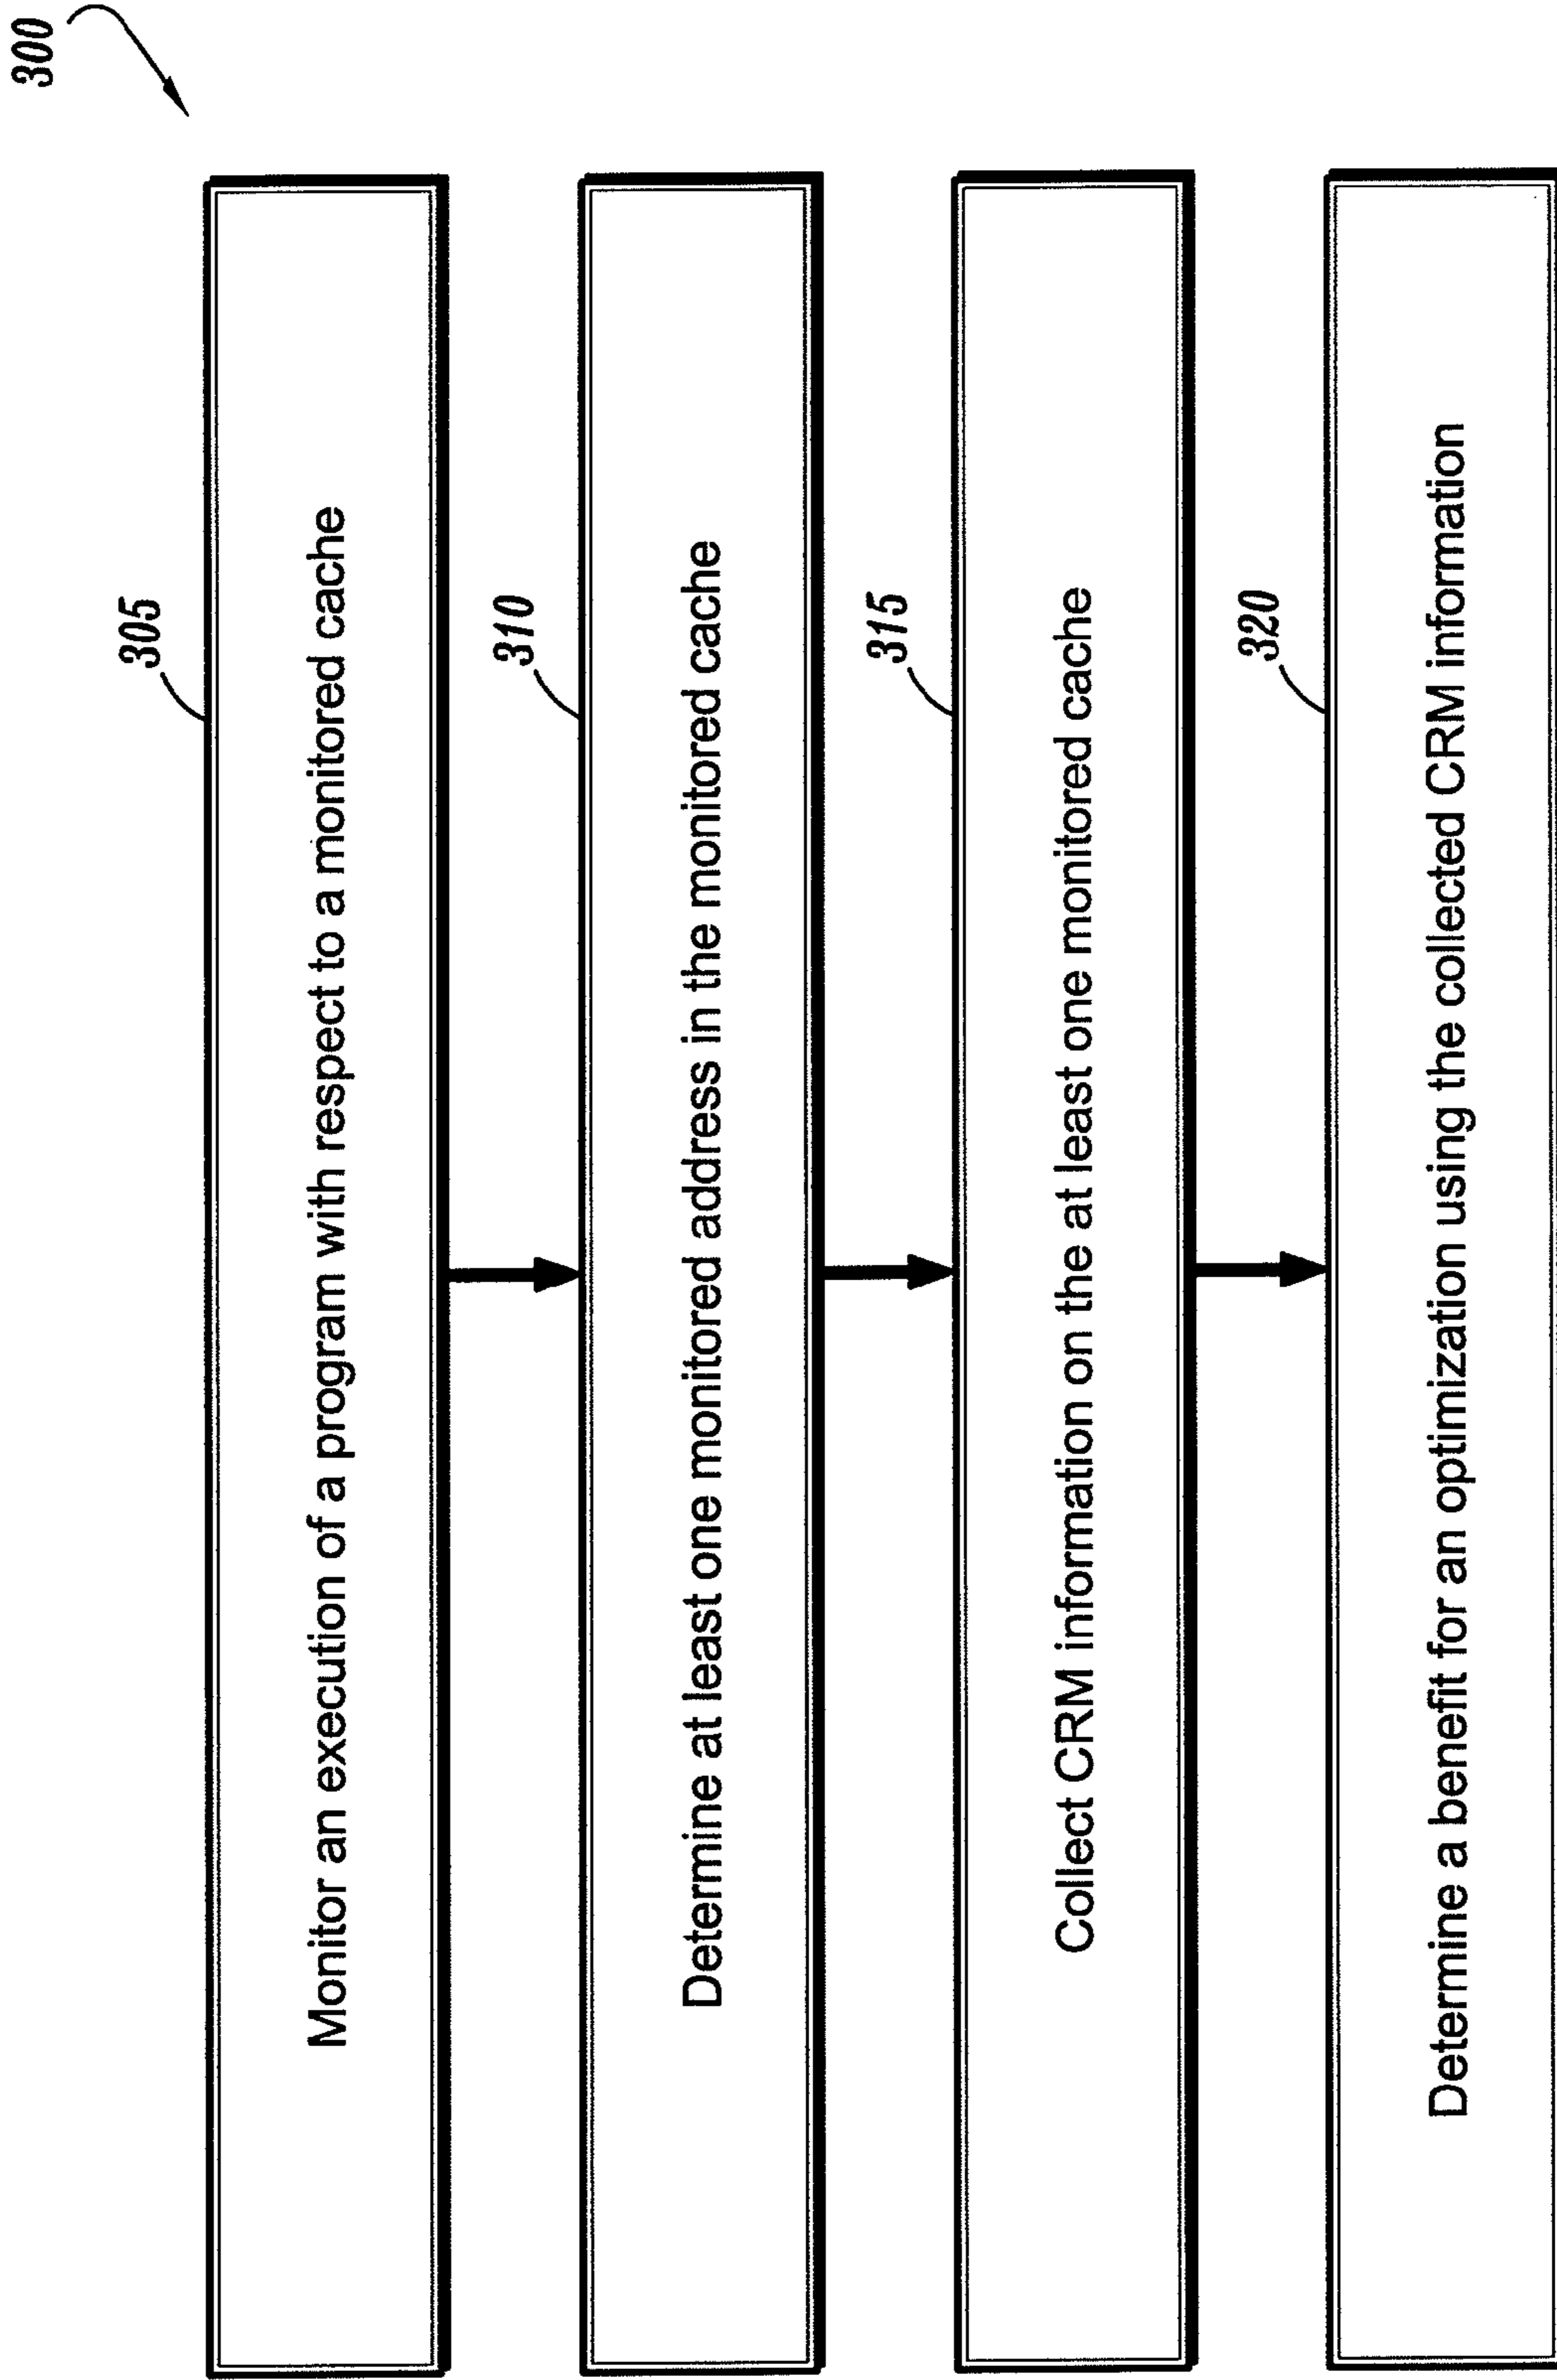 300
305
Monitor an execution of a program with respect to a monitored cache
310
Determine at least one monitored address in the monitored cache
315
Collect CRM information on the at least one monitored cache
320
Determine a benefit for an optimization using the collected CRM information